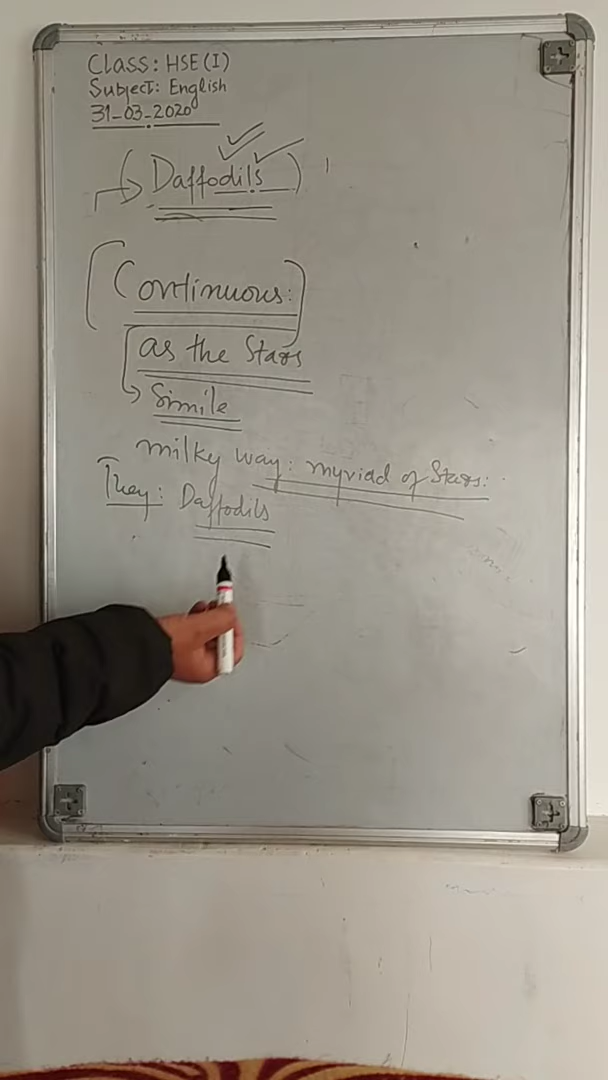 Class: HSE(I)
Subject: English
31-03-2020
(Daffodils)
(Continuous:
as the Stars
Simile
milky way: myriad of Stars:
They: Daffodils